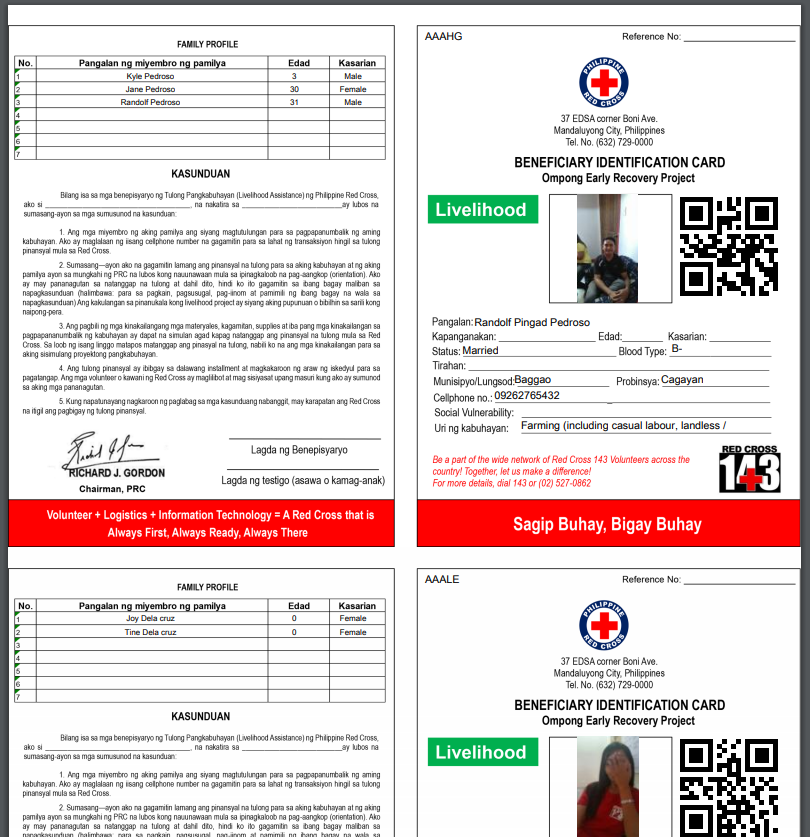 FAMILY PROFILE
No. Pangalan ng miyembro ng pamilya Edad Kasarian
1 Kyle Pedroso 3 Male
2 Jane Pedroso 30 Female
3 Randolf Pedroso 31 Male
4
5
6
7
KASUNDUAN
Bilang isa sa mga benepisyaryo ng Tulong Pangkabuhayan (Livelihood Assistance) ng Philippine Red Cross,
ako si ____________________, na nakatira sa ____________________ay lubos na
sumasang-ayon sa mga sumusunod na kasunduan:
1. Ang mga miyembro ng aking pamilya ang siyang magtutulungan para sa pagpapanumbalik ng aming
kabuhayan. Ako ay maglalaan ng iisang cellphone number na gagamitin para sa lahat ng transaksiyon hingil sa tulong
pinansyal mula sa Red Cross.
2. Sumasang—ayon ako na gagamitin lamang ang pinansyal na tulong para sa aking kabuhayan at ng aking
pamilya ayon sa mungkahi ng PRC na lubos kong nauunawaan mula sa ipinagkaloob na pag-aangkop (orientation). Ako
ay may pananagutan sa natanggap na tulong at dahil dito, hindi ko ito gagamitin sa ibang bagay maliban sa
napagkasunduan (halimbawa: para sa pagkain, pagsusugal, pag-iinom at pamimili ng ibang bagay na wala sa
napagkasunduan) Ang kakulangan sa pinanukala kong livelihood project ay siyang aking pupunuan o bibilhin sa sarili kong
naipong-pera.
3. Ang pagbili ng mga kinakailangang mga materyales, kagamitan, supplies at iba pang mga kinakailangan sa
pagpapanumbalik ng kabuhayan ay dapat na simulan agad kapag natanggap ang pinansyal na tulong mula sa Red
Cross. Sa loob ng isang linggo matapos matanggap ang pinasyal na tulong, nabili ko na ang mga kinakailangan para sa
aking sisimulang proyektong pangkabuhayan.
4. Ang tulong pinansyal ay ibibgay sa dalawang installment at magkakaroon ng araw ng iskedyul para sa
pagatangap. Ang mga volunteer o kawani ng Red Cross ay magliibot at mag sisiyasat upang masuri kung ako ay sumunod
sa aking mga pananagutan.
5. Kung napatunayang nagkaroon ng paglabag sa mga kasunduang nabanggit, may karapatan ang Red Cross
na itigil ang pagbigay ng tulong pinansyal.
RICHARD J. GORDON
Chairman, PRC
Lagda ng Benepisyaryo
Lagda ng testigo (asawa o kamag-anak)
Volunteer + Logistics + Information Technology = A Red Cross that is
Always First, Always Ready, Always There
AAAHG Reference No: ____________________
PHILIPPINE
RED CROSS
37 EDSA corner Boni Ave.
Mandaluyong City, Philippines
Tel. No. (632) 729-0000
BENEFICIARY IDENTIFICATION CARD
Ompong Early Recovery Project
Livelihood
Pangalan: Randolf Pingad Pedroso
Kapanganakan: __________ Edad:________ Kasarian: __________
Status: Married Blood Type: B-
Tirahan: ____________________
Munisipyo/Lungsod: Baggao Probinsya: Cagayan
Cellphone no.: 09262765432
Social Vulnerability: ____________________
Uri ng kabuhayan: Farming (including casual labour, landless /
Be a part of the wide network of Red Cross 143 Volunteers across the
country! Together, let us make a difference!
For more details, dial 143 or (02) 527-0862
RED CROSS
143
Sagip Buhay, Bigay Buhay
FAMILY PROFILE
No. Pangalan ng miyembro ng pamilya Edad Kasarian
1 Joy Dela cruz 0 Female
2 Tine Dela cruz 0 Female
3
4
5
6
7
KASUNDUAN
Bilang isa sa mga benepisyaryo ng Tulong Pangkabuhayan (Livelihood Assistance) ng Philippine Red Cross,
ako si ____________________, na nakatira sa ____________________ay lubos na
sumasang-ayon sa mga sumusunod na kasunduan:
1. Ang mga miyembro ng aking pamilya ang siyang magtutulungan para sa pagpapanumbalik ng aming
kabuhayan. Ako ay maglalaan ng iisang cellphone number na gagamitin para sa lahat ng transaksiyon hingil sa tulong
pinansyal mula sa Red Cross.
2. Sumasang—ayon ako na gagamitin lamang ang pinansyal na tulong para sa aking kabuhayan at ng aking
pamilya ayon sa mungkahi ng PRC na lubos kong nauunawaan mula sa ipinagkaloob na pag-aangkop (orientation). Ako
ay may pananagutan sa natanggap na tulong at dahil dito, hindi ko ito gagamitin sa ibang bagay maliban sa
napagkasunduan (halimbawa: para sa pagkain, pagsusugal, pag-iinom at pamimili ng ibang bagay na wala sa
AAALE Reference No: ____________________
PHILIPPINE
RED CROSS
37 EDSA corner Boni Ave.
Mandaluyong City, Philippines
Tel. No. (632) 729-0000
BENEFICIARY IDENTIFICATION CARD
Ompong Early Recovery Project
Livelihood